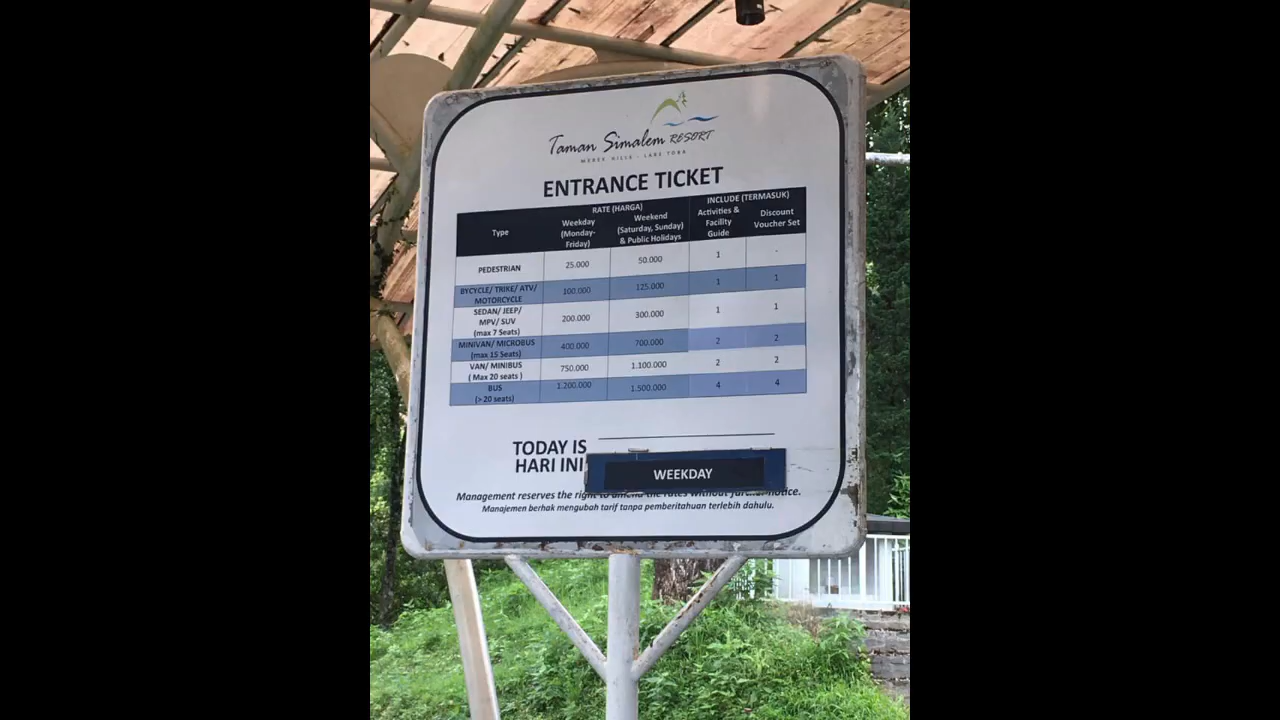 Taman Simalem RESORT
MEREK HILLS - LAKE TOBA
ENTRANCE TICKET
Type
RATE (HARGA)
INCLUDE (TERMASUK)
Weekday (Monday-Friday)
Weekend (Saturday, Sunday) & Public Holidays
Activities & Facility Guide
Discount Voucher Set
PEDESTRIAN 25.000 50.000 1 -
BYCYCLE/ TRIKE/ ATV/ MOTORCYCLE 100.000 125.000 1 1
SEDAN/ JEEP/ MPV/ SUV (max 7 Seats) 200.000 300.000 1 1
MINIVAN/ MICROBUS (max 15 Seats) 400.000 700.000 2 2
VAN/ MINIBUS ( Max 20 seats ) 750.000 1.100.000 2 2
BUS (> 20 seats) 1.200.000 1.500.000 4 4
TODAY IS
HARI INI
WEEKDAY
Management reserves the right to amend the rates without further notice.
Manajemen berhak mengubah tarif tanpa pemberitahuan terlebih dahulu.